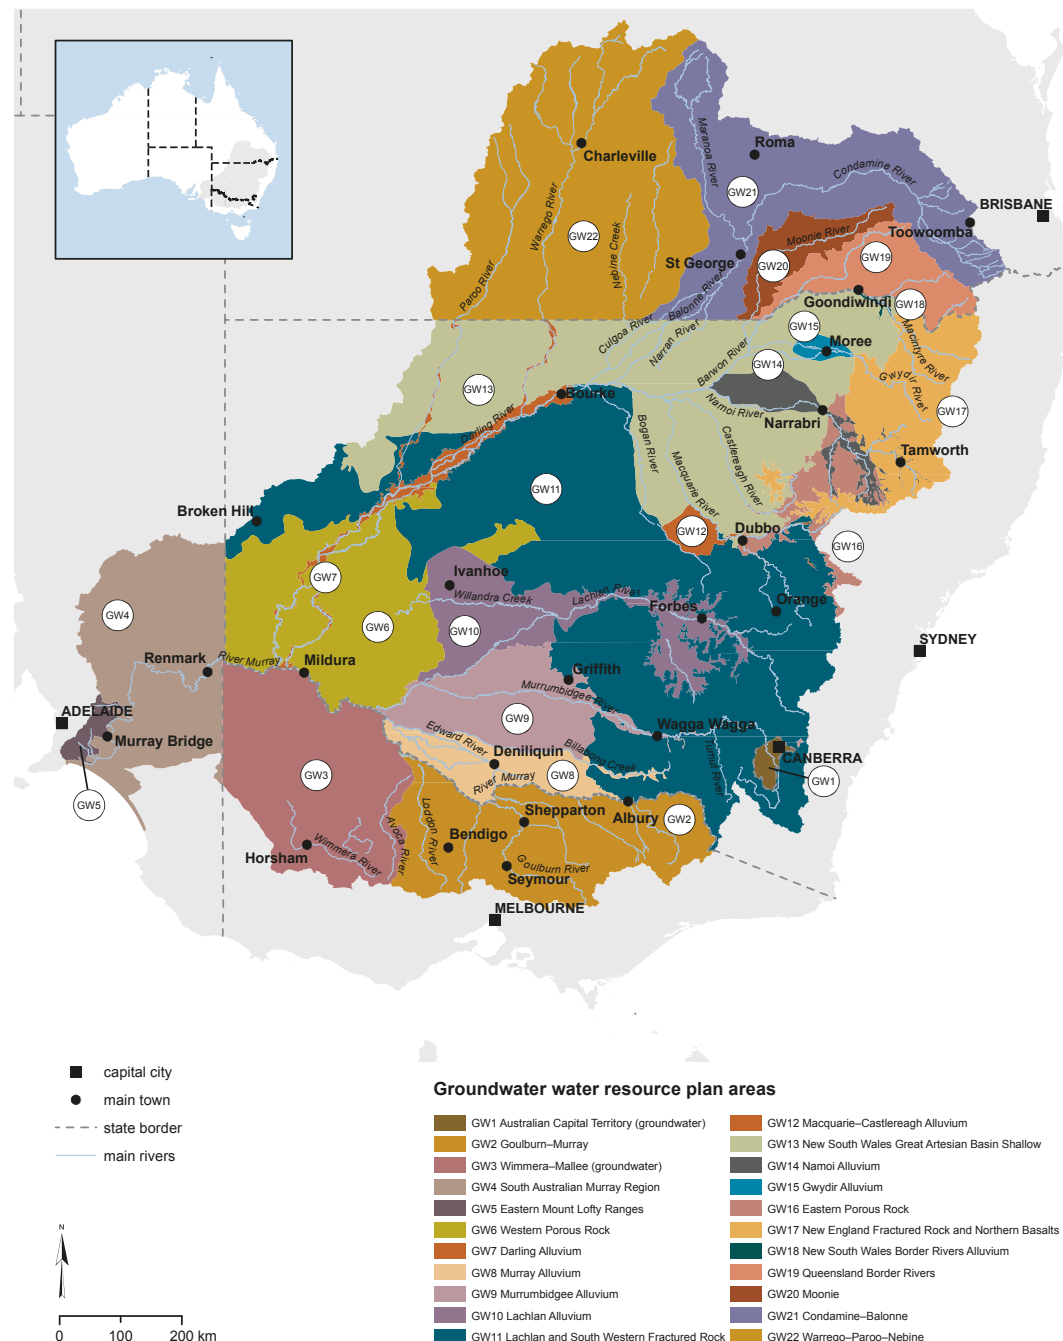 Charleville
Roma
Maranoa River
Condamine River
BRISBANE
GW21
Warrego River
Toowoomba
GW22
Nebine Creek
Moonie River
GW19
St George
GW20
Paroo River
Balonne River
Goondiwindi
GW18
Culgoa River
Narran River
GW15
Macintyre River
Moree
Barwon River
GW14
Gwydir River
GW13
Bourke
Namoi River
GW17
Darling River
Narrabri
Bogan River
Castlereagh River
Tamworth
Macquarie River
GW11
Broken Hill
GW12
Dubbo
GW16
Ivanhoe
GW7
Willandra Creek
Lachlan River
Forbes
Orange
GW4
GW6
GW10
SYDNEY
Renmark
River Murray
Mildura
Griffith
Murrumbidgee River
ADELAIDE
GW9
Wagga Wagga
Murray Bridge
Edward River
Deniliquin
Billabong Creek
Tumut River
CANBERRA
GW3
River Murray
GW8
GW1
GW5
Shepparton
Albury
GW2
Loddon River
Avoca River
Bendigo
Horsham
Wimmera River
Goulburn River
Seymour
MELBOURNE
capital city
main town
state border
main rivers
N
0 100 200 km
Groundwater water resource plan areas
GW1 Australian Capital Territory (groundwater)
GW2 Goulburn–Murray
GW3 Wimmera–Mallee (groundwater)
GW4 South Australian Murray Region
GW5 Eastern Mount Lofty Ranges
GW6 Western Porous Rock
GW7 Darling Alluvium
GW8 Murray Alluvium
GW9 Murrumbidgee Alluvium
GW10 Lachlan Alluvium
GW11 Lachlan and South Western Fractured Rock
GW12 Macquarie–Castlereagh Alluvium
GW13 New South Wales Great Artesian Basin Shallow
GW14 Namoi Alluvium
GW15 Gwydir Alluvium
GW16 Eastern Porous Rock
GW17 New England Fractured Rock and Northern Basalts
GW18 New South Wales Border Rivers Alluvium
GW19 Queensland Border Rivers
GW20 Moonie
GW21 Condamine–Balonne
GW22 Warrego–Paroo–Nebine